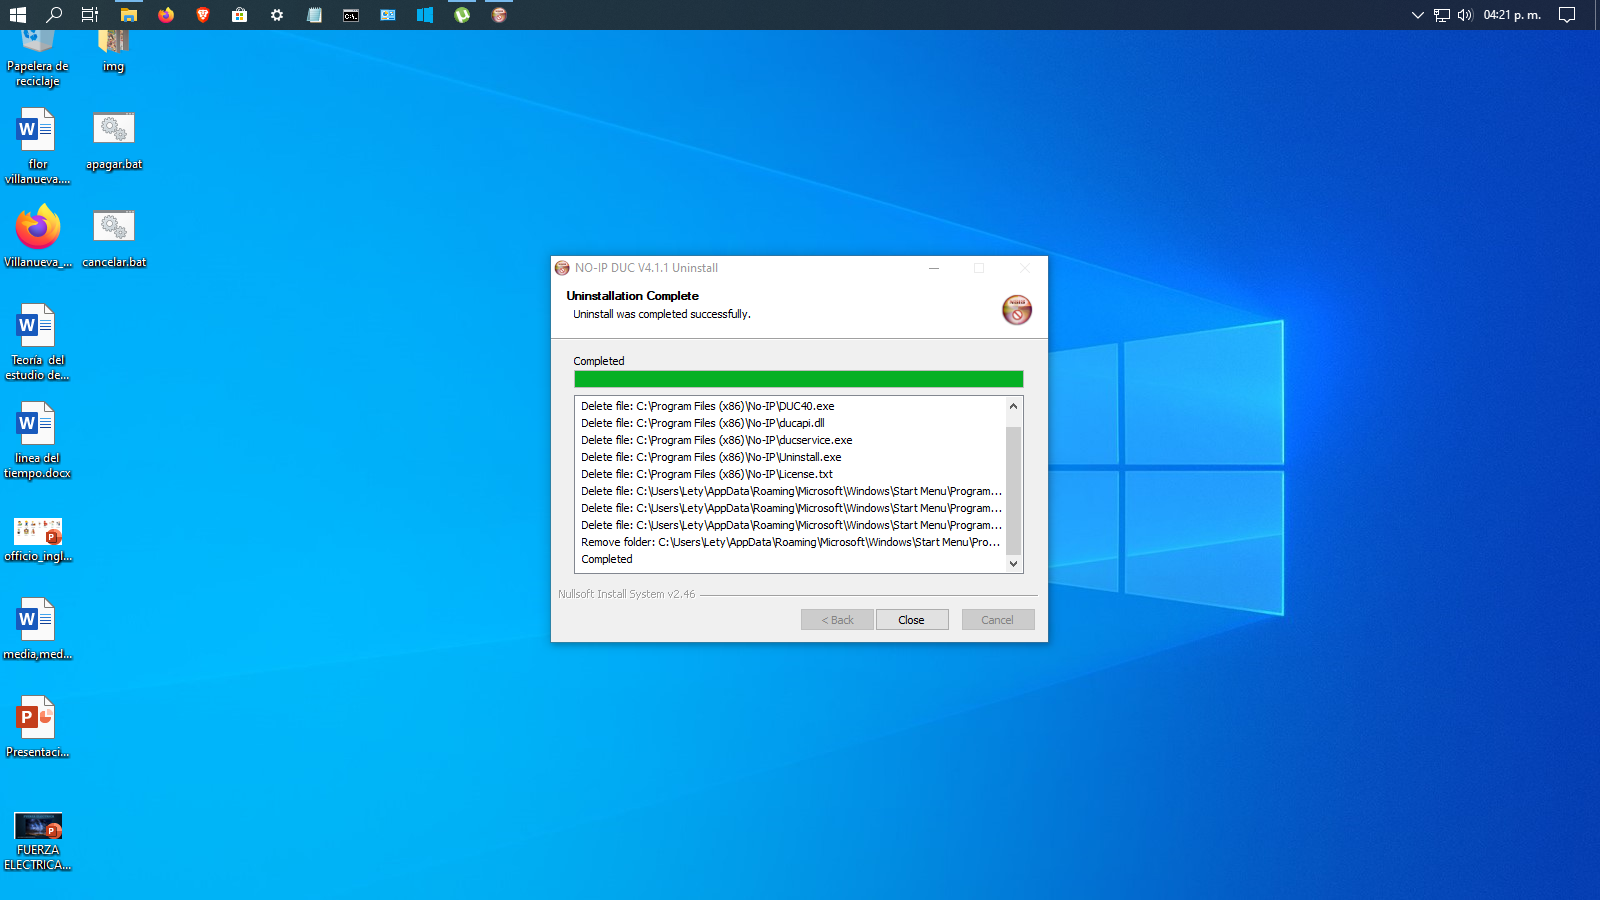 04:21 p. m.
Papelera de
reciclaje
img
flor
villanueva....
apagar.bat
Villanueva_...
cancelar.bat
Teoría  del
estudio de...
linea del
tiempo.docx
officio_ingl...
media,med...
Presentaci...
FUERZA
ELECTRICA...
NO-IP DUC V4.1.1 Uninstall
Uninstallation Complete
Uninstall was completed successfully.
Completed
Delete file: C:\Program Files (x86)\No-IP\DUC40.exe
Delete file: C:\Program Files (x86)\No-IP\ducapi.dll
Delete file: C:\Program Files (x86)\No-IP\ducservice.exe
Delete file: C:\Program Files (x86)\No-IP\Uninstall.exe
Delete file: C:\Program Files (x86)\No-IP\License.txt
Delete file: C:\Users\Lety\AppData\Roaming\Microsoft\Windows\Start Menu\Program...
Delete file: C:\Users\Lety\AppData\Roaming\Microsoft\Windows\Start Menu\Program...
Delete file: C:\Users\Lety\AppData\Roaming\Microsoft\Windows\Start Menu\Program...
Remove folder: C:\Users\Lety\AppData\Roaming\Microsoft\Windows\Start Menu\Pro...
Completed
Nullsoft Install System v2.46
< Back
Close
Cancel